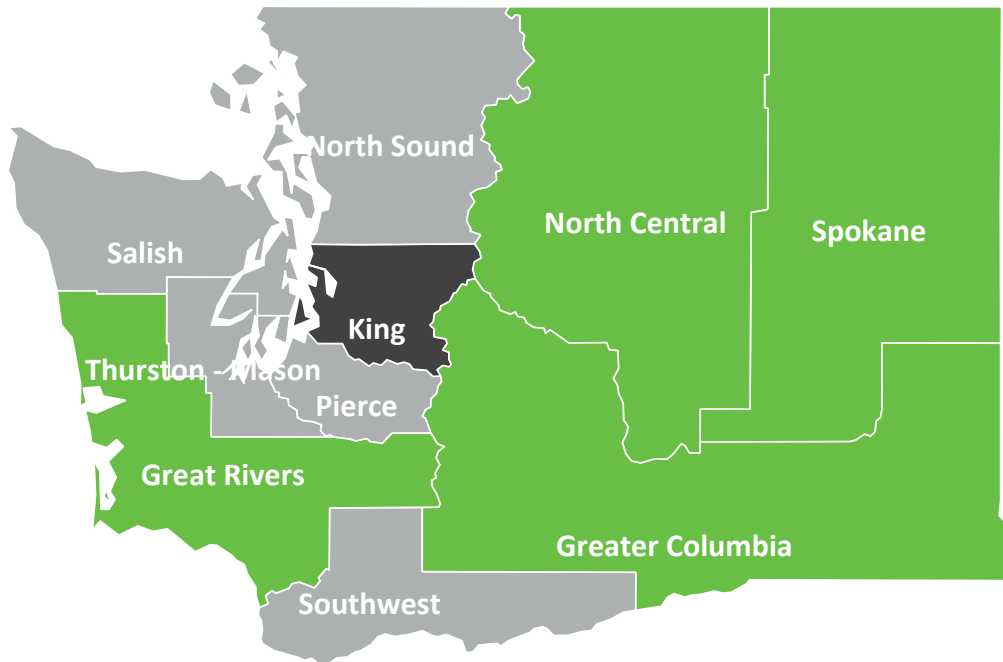 North Sound
North Central
Spokane
Salish
King
Thurston - Mason
Pierce
Great Rivers
Greater Columbia
Southwest